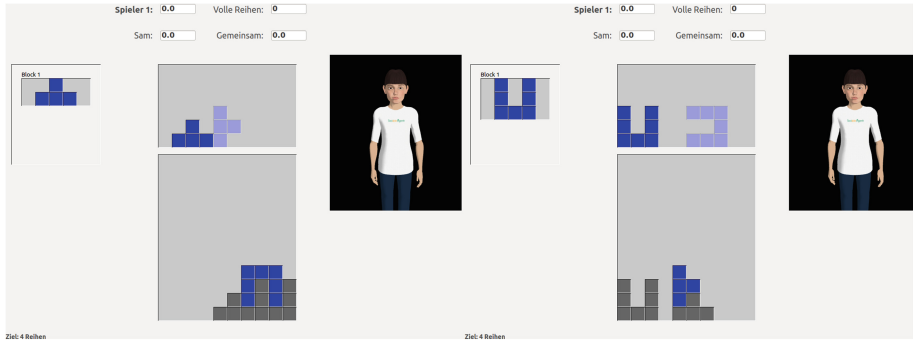 Spieler 1: 0.0 Volle Reihen: 0
Sam: 0.0 Gemeinsam: 0.0
Block 1
Ziel: 4 Reihen
Spieler 1: 0.0 Volle Reihen: 0
Sam: 0.0 Gemeinsam: 0.0
Block 1
Ziel: 4 Reihen